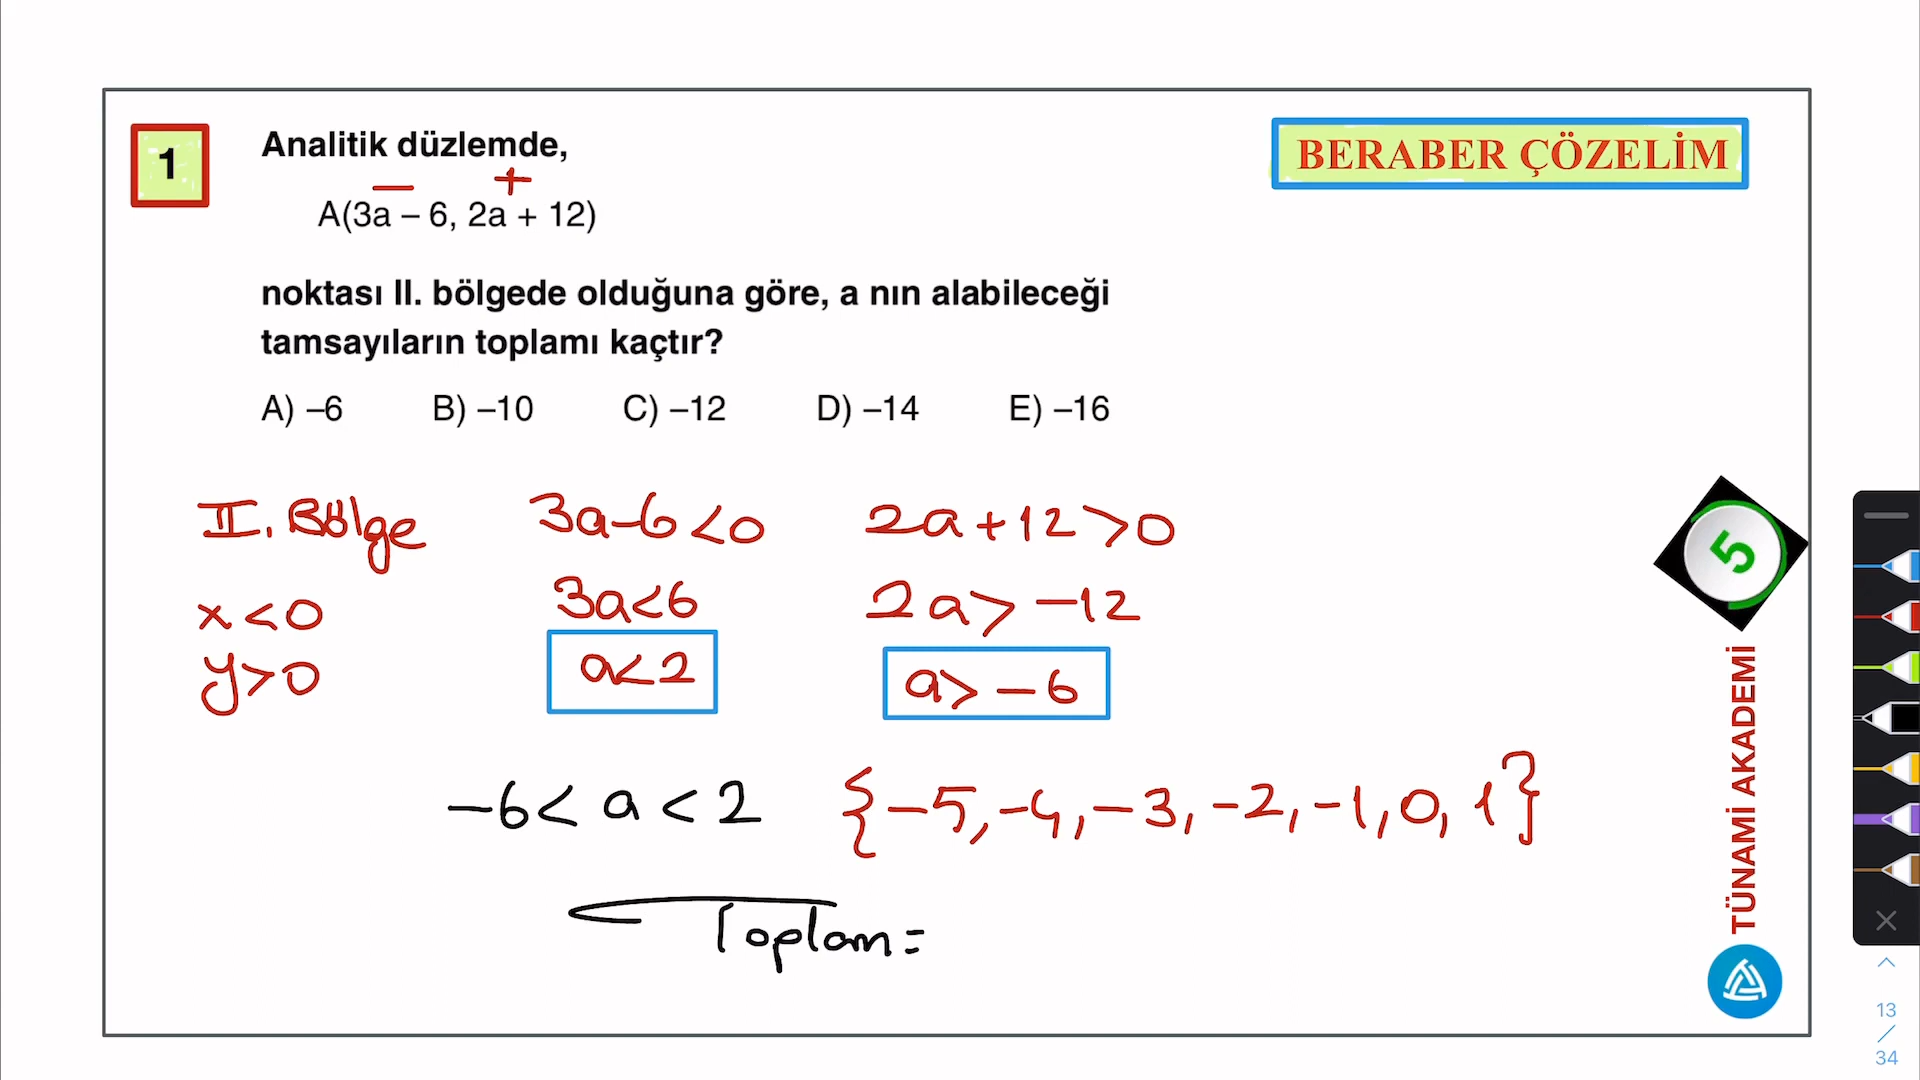 1
Analitik düzlemde,
BERABER ÇÖZELİM
– +
A(3a – 6, 2a + 12)
noktası II. bölgede olduğuna göre, a nın alabileceği
tamsayıların toplamı kaçtır?
A) –6 B) –10 C) –12 D) –14 E) –16
II. Bölge 3a-6<0 2a+12>0
x<0 3a<6 2a>-12
y>0 a<2 a>-6
-6<a<2 {-5,-4,-3,-2,-1,0,1}
Toplam=
5
TÜNAMİ AKADEMİ
13
/
34